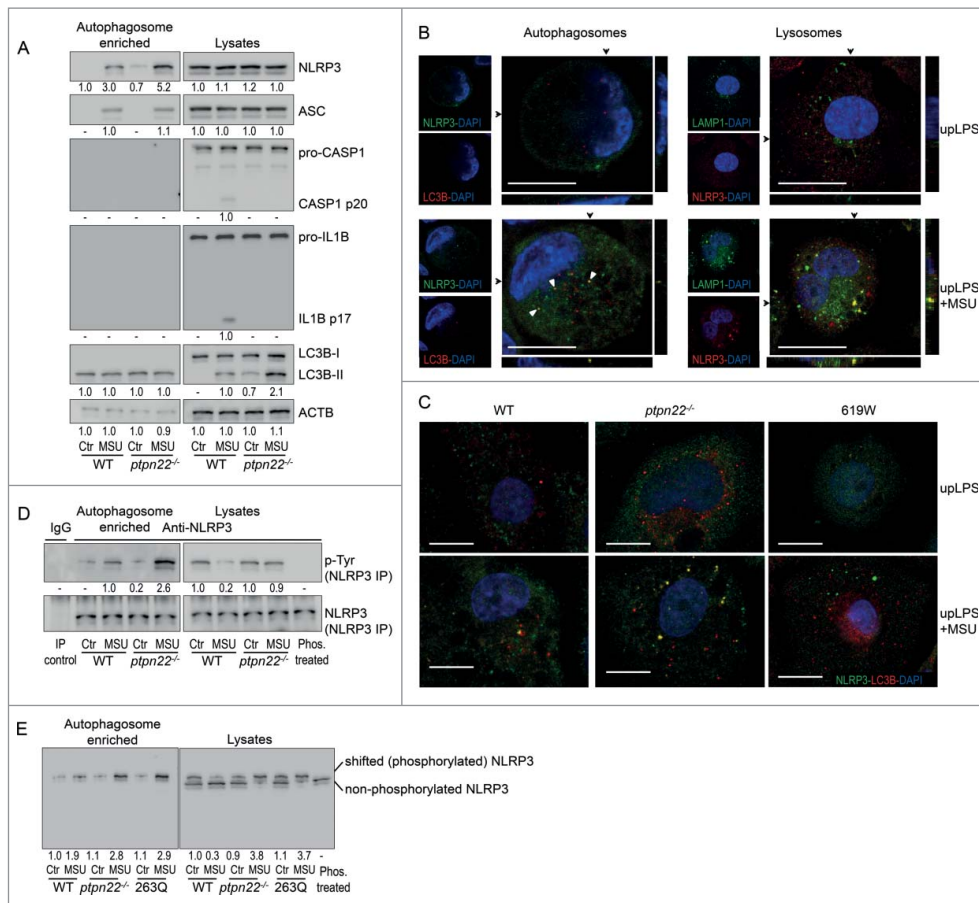 A
Autophagosome
enriched
Lysates
NLRP3
1.0 3.0 0.7 5.2 1.0 1.1 1.2 1.0
ASC
- 1.0 - 1.1 1.0 1.0 1.0 1.0
pro-CASP1
CASP1 p20
- - - - - 1.0 - -
pro-IL1B
IL1B p17
- - - - - 1.0 - -
LC3B-I
LC3B-II
1.0 1.0 1.0 1.0 - 1.0 0.7 2.1
ACTB
1.0 1.0 1.0 0.9 1.0 1.0 1.0 1.1
Ctr MSU Ctr MSU Ctr MSU Ctr MSU
WT ptpn22-/- WT ptpn22-/-
B
Autophagosomes
Lysosomes
NLRP3-DAPI
LC3B-DAPI
LAMP1-DAPI
NLRP3-DAPI
upLPS
NLRP3-DAPI
LC3B-DAPI
LAMP1-DAPI
NLRP3-DAPI
upLPS
+MSU
C
WT ptpn22-/- 619W
upLPS
upLPS
+MSU
NLRP3-LC3B-DAPI
D
Autophagosome
enriched
Lysates
IgG
Anti-NLRP3
p-Tyr
(NLRP3 IP)
- - 1.0 0.2 2.6 1.0 0.2 1.0 0.9 -
NLRP3
(NLRP3 IP)
IP
control
Ctr MSU Ctr MSU Ctr MSU Ctr MSU
WT ptpn22-/- WT ptpn22-/-
Phos.
treated
E
Autophagosome
enriched
Lysates
shifted (phosphorylated) NLRP3
non-phosphorylated NLRP3
1.0 1.9 1.1 2.8 1.1 2.9 1.0 0.3 0.9 3.8 1.1 3.7 -
Ctr MSU Ctr MSU Ctr MSU Ctr MSU Ctr MSU Ctr MSU Phos.
treated
WT ptpn22-/- 263Q WT ptpn22-/- 263Q